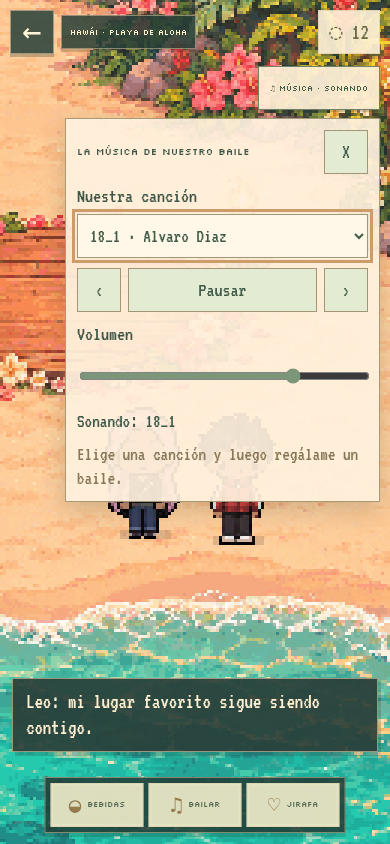 ←
HAWÁI · PLAYA DE ALOHA
12
♫ MÚSICA · SONANDO
LA MÚSICA DE NUESTRO BAILE
X
Nuestra canción
18_1 · Alvaro Diaz
‹ Pausar ›
Volumen
Sonando: 18_1
Elige una canción y luego regálame un
baile.
Leo: mi lugar favorito sigue siendo
contigo.
BEBIDAS
♫ BAILAR
♡ JIRAFA